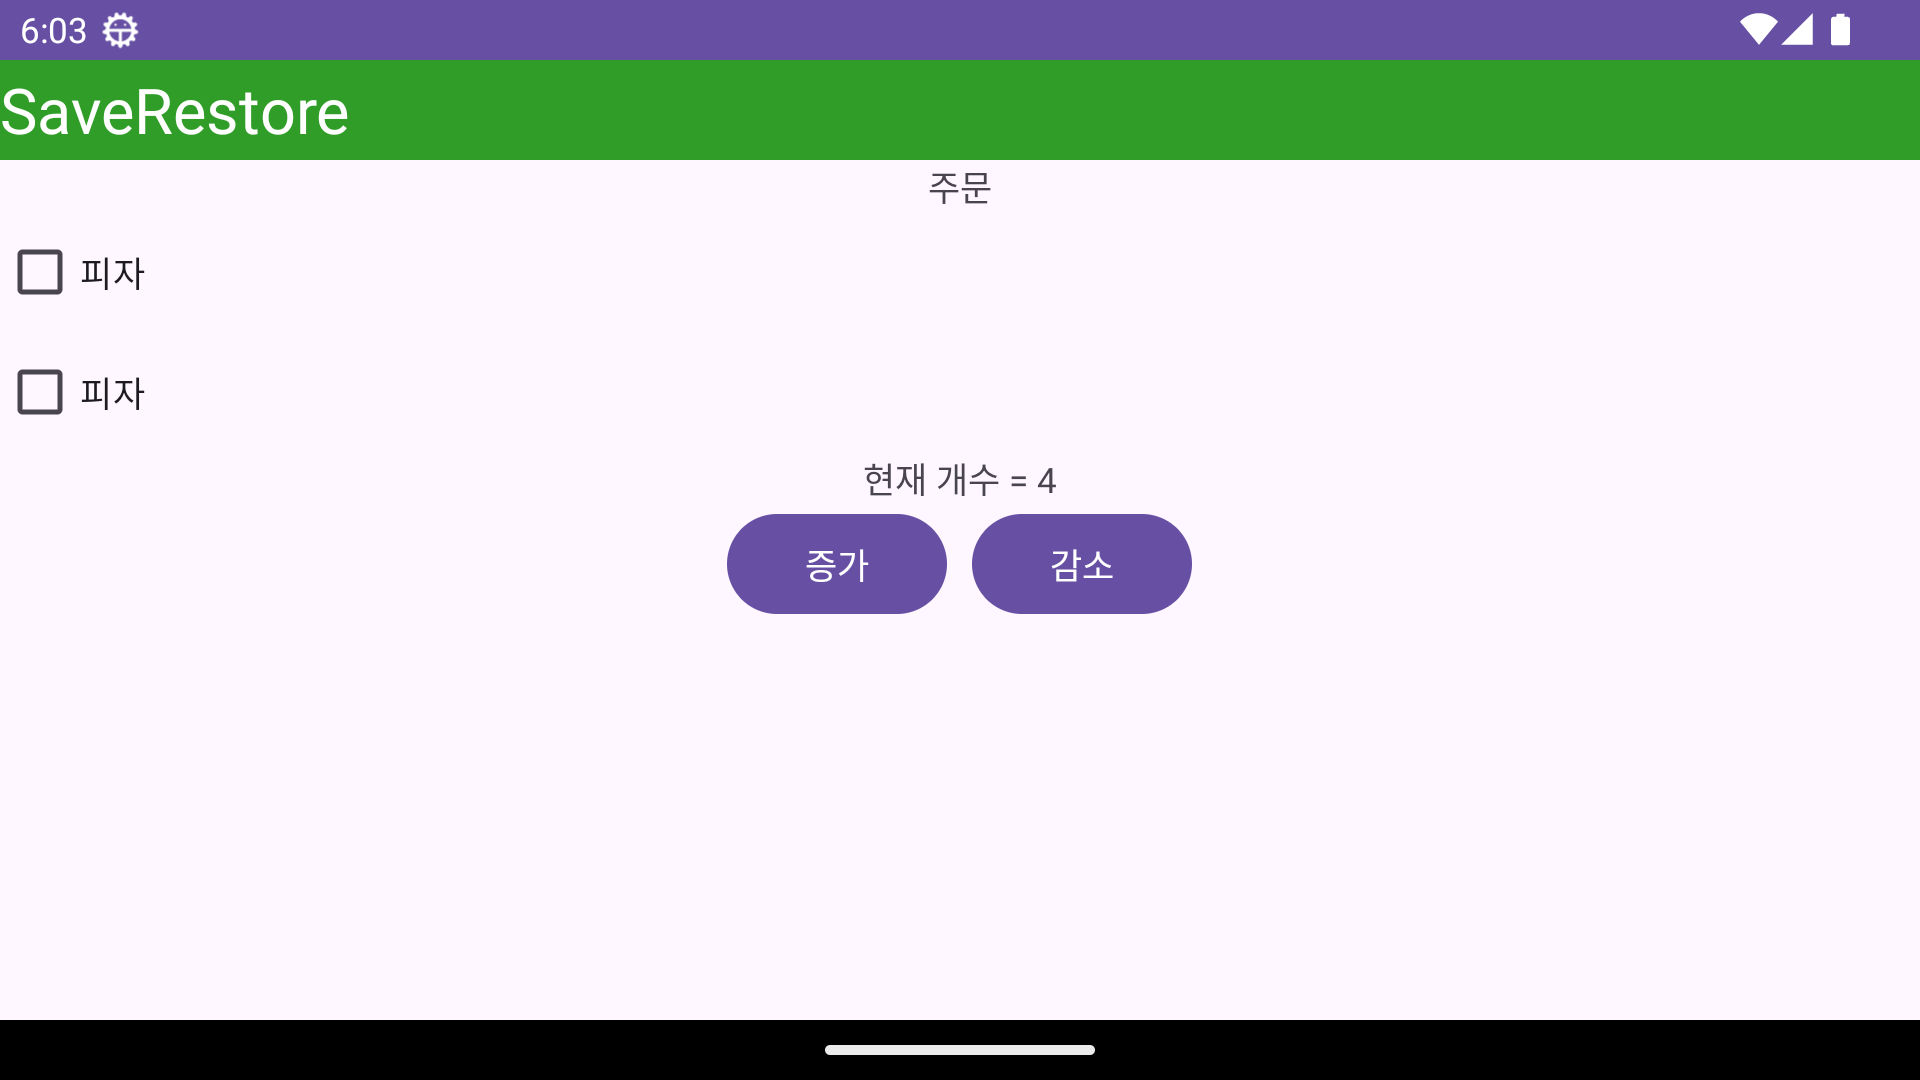 6:03
SaveRestore
주문
피자
피자
현재 개수 = 4
증가 감소